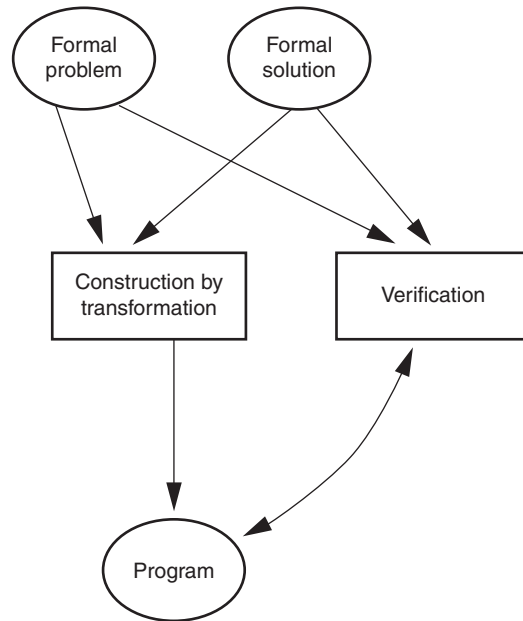 Formal
problem
Formal
solution
Construction by
transformation
Verification
Program